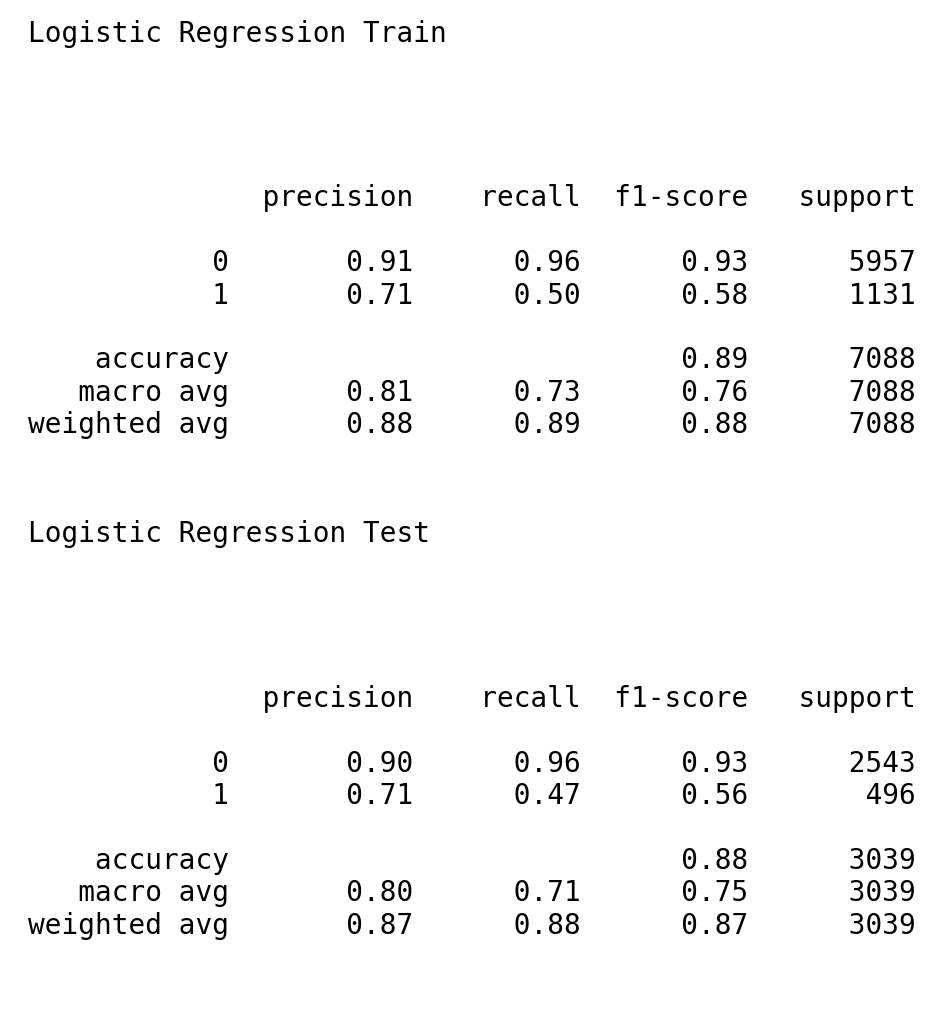 Logistic Regression Train
precision recall f1-score support
0 0.91 0.96 0.93 5957
1 0.71 0.50 0.58 1131
accuracy 0.89 7088
macro avg 0.81 0.73 0.76 7088
weighted avg 0.88 0.89 0.88 7088
Logistic Regression Test
precision recall f1-score support
0 0.90 0.96 0.93 2543
1 0.71 0.47 0.56 496
accuracy 0.88 3039
macro avg 0.80 0.71 0.75 3039
weighted avg 0.87 0.88 0.87 3039